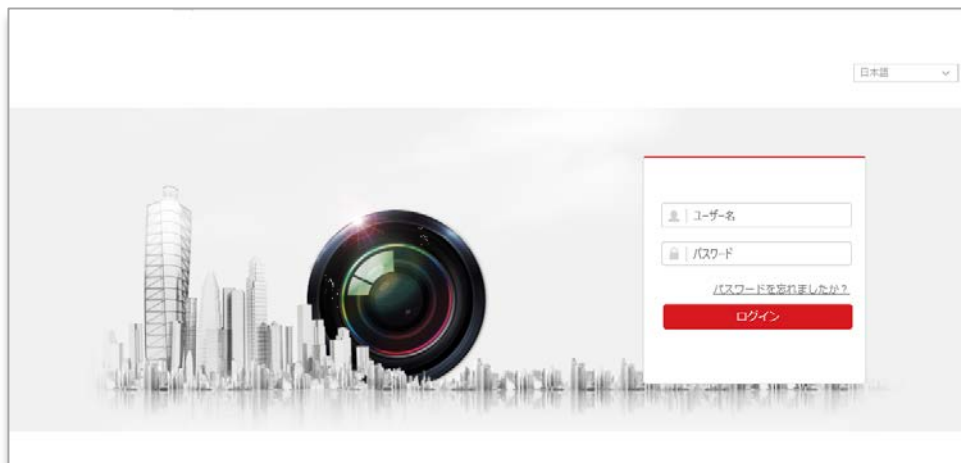 日本語
ユーザー名
パスワード
パスワードを忘れましたか?
ログイン